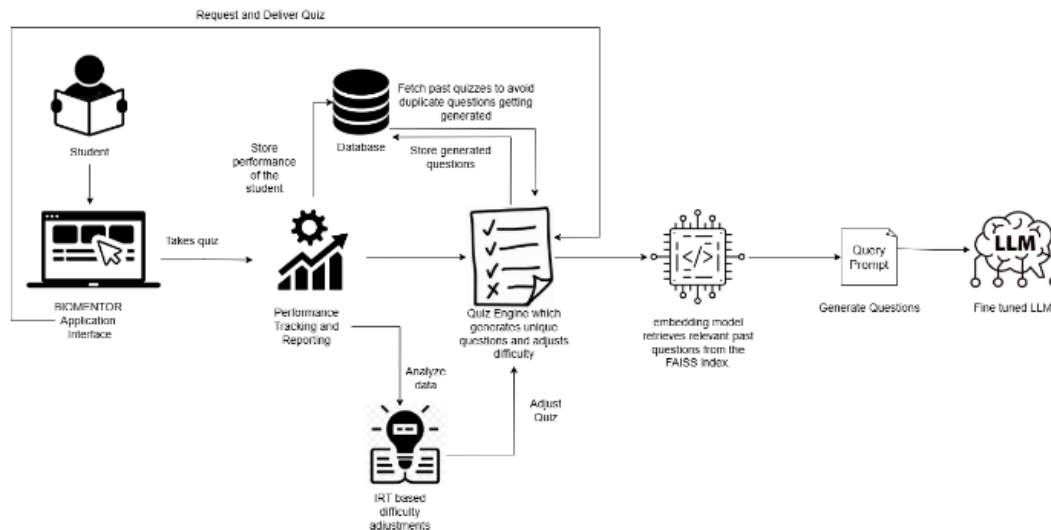 Request and Deliver Quiz
Fetch past quizzes to avoid
duplicate questions getting
generated
Student
Database
Store generated
questions
Store
performance
of the
student
Takes quiz
LLM
</>
Query
Prompt
BIOMENTOR
Application
Interface
Performance
Tracking and
Reporting
Quiz Engine which
generates unique
questions and adjusts
difficulty
embedding model
retrieves relevant past
questions from the
FAISS Index.
Generate Questions
Fine tuned LLM
Analyze
data
Adjust
Quiz
IRT based
difficulty
adjustments